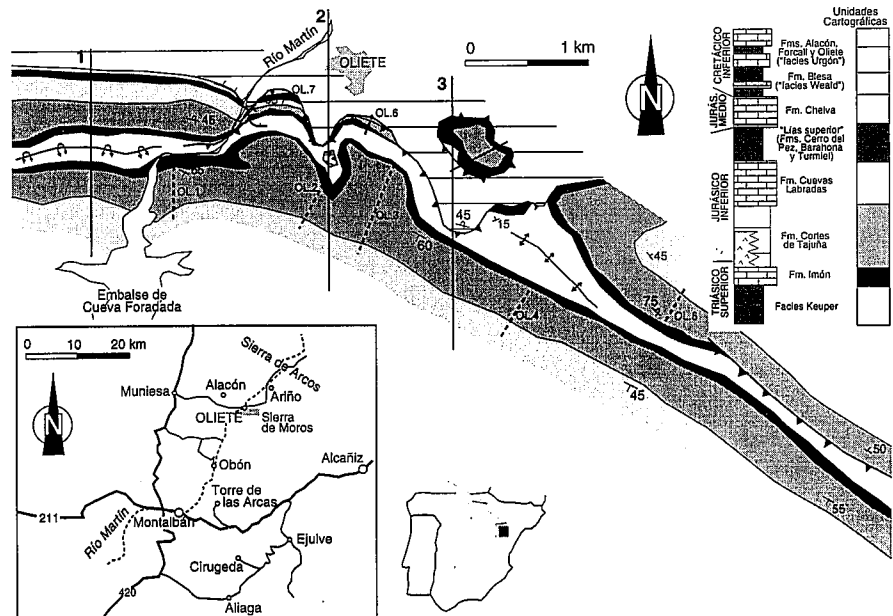 1
2
3
Río Martín
OLIETE
0 1 km
N
OL.7
OL.6
45
65
OL.1
OL.2
OL.3
45
15
60
OL.4
75
OL.5
45
45
50
55
Embalse de
Cueva Foradada
Unidades
Cartográficas
CRETÁCICO
INFERIOR
Fms. Alacón,
Forcall y Oliete
("facies Urgón")
Fm. Blesa
("facies Weald")
JURÁS.
MEDIO
Fm. Chelva
"Lías superior"
(Fms. Cerro del
Pez, Barahona
y Turmiel)
JURÁSICO
INFERIOR
Fm. Cuevas
Labradas
Fm. Cortes
de Tajuña
TRIÁSICO
SUPERIOR
Fm. Imón
Facies Keuper
0 10 20 km
N
Sierra de Arcos
Muniesa
Alacón
Ariño
OLIETE
Sierra
de Moros
Obón
Alcañiz
Torre de
las Arcas
211
Montalbán
Río Martín
Ejulve
Cirugeda
420
Aliaga